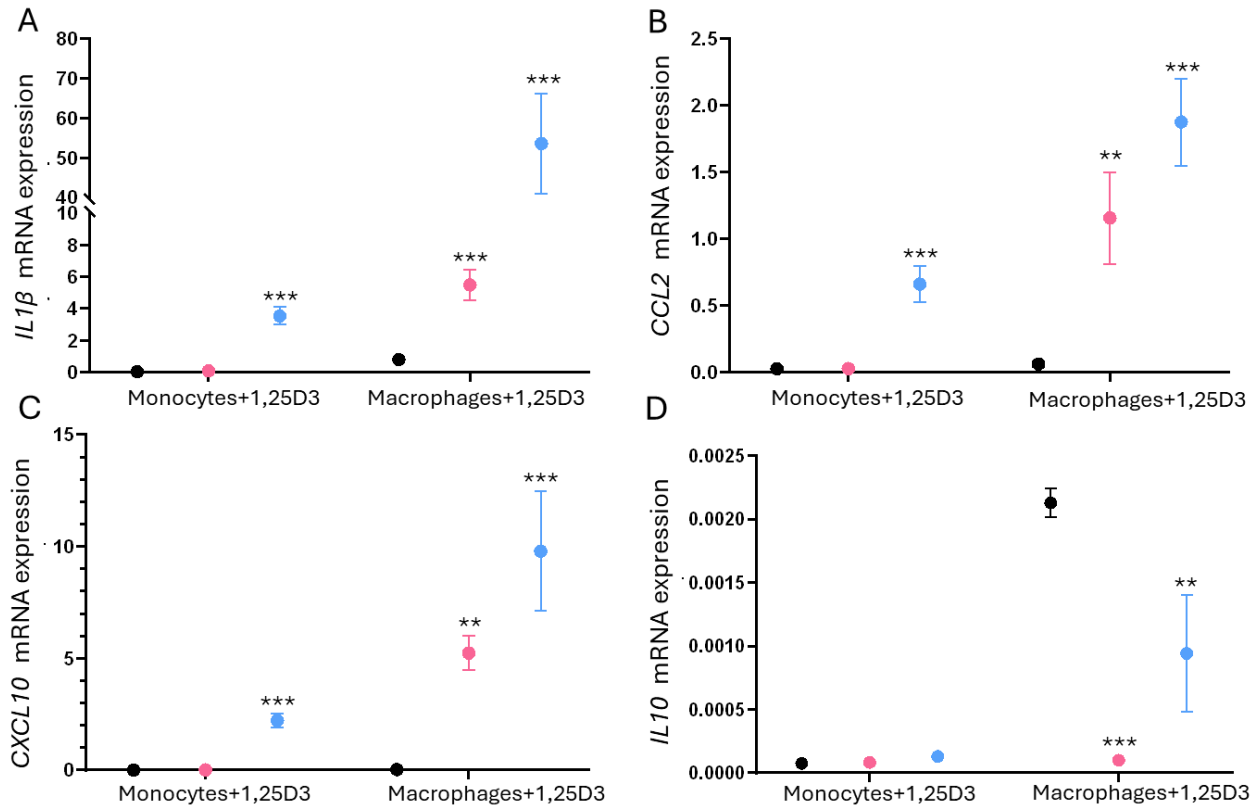 A
IL1β mRNA expression
80
70
60
50
40
10
8
6
4
2
0
***
***
***
Monocytes+1,25D3
Macrophages+1,25D3
B
CCL2 mRNA expression
2.5
2.0
1.5
1.0
0.5
0.0
***
**
***
Monocytes+1,25D3
Macrophages+1,25D3
C
CXCL10 mRNA expression
15
10
5
0
***
**
***
Monocytes+1,25D3
Macrophages+1,25D3
D
IL10 mRNA expression
0.0025
0.0020
0.0015
0.0010
0.0005
0.0000
***
**
Monocytes+1,25D3
Macrophages+1,25D3